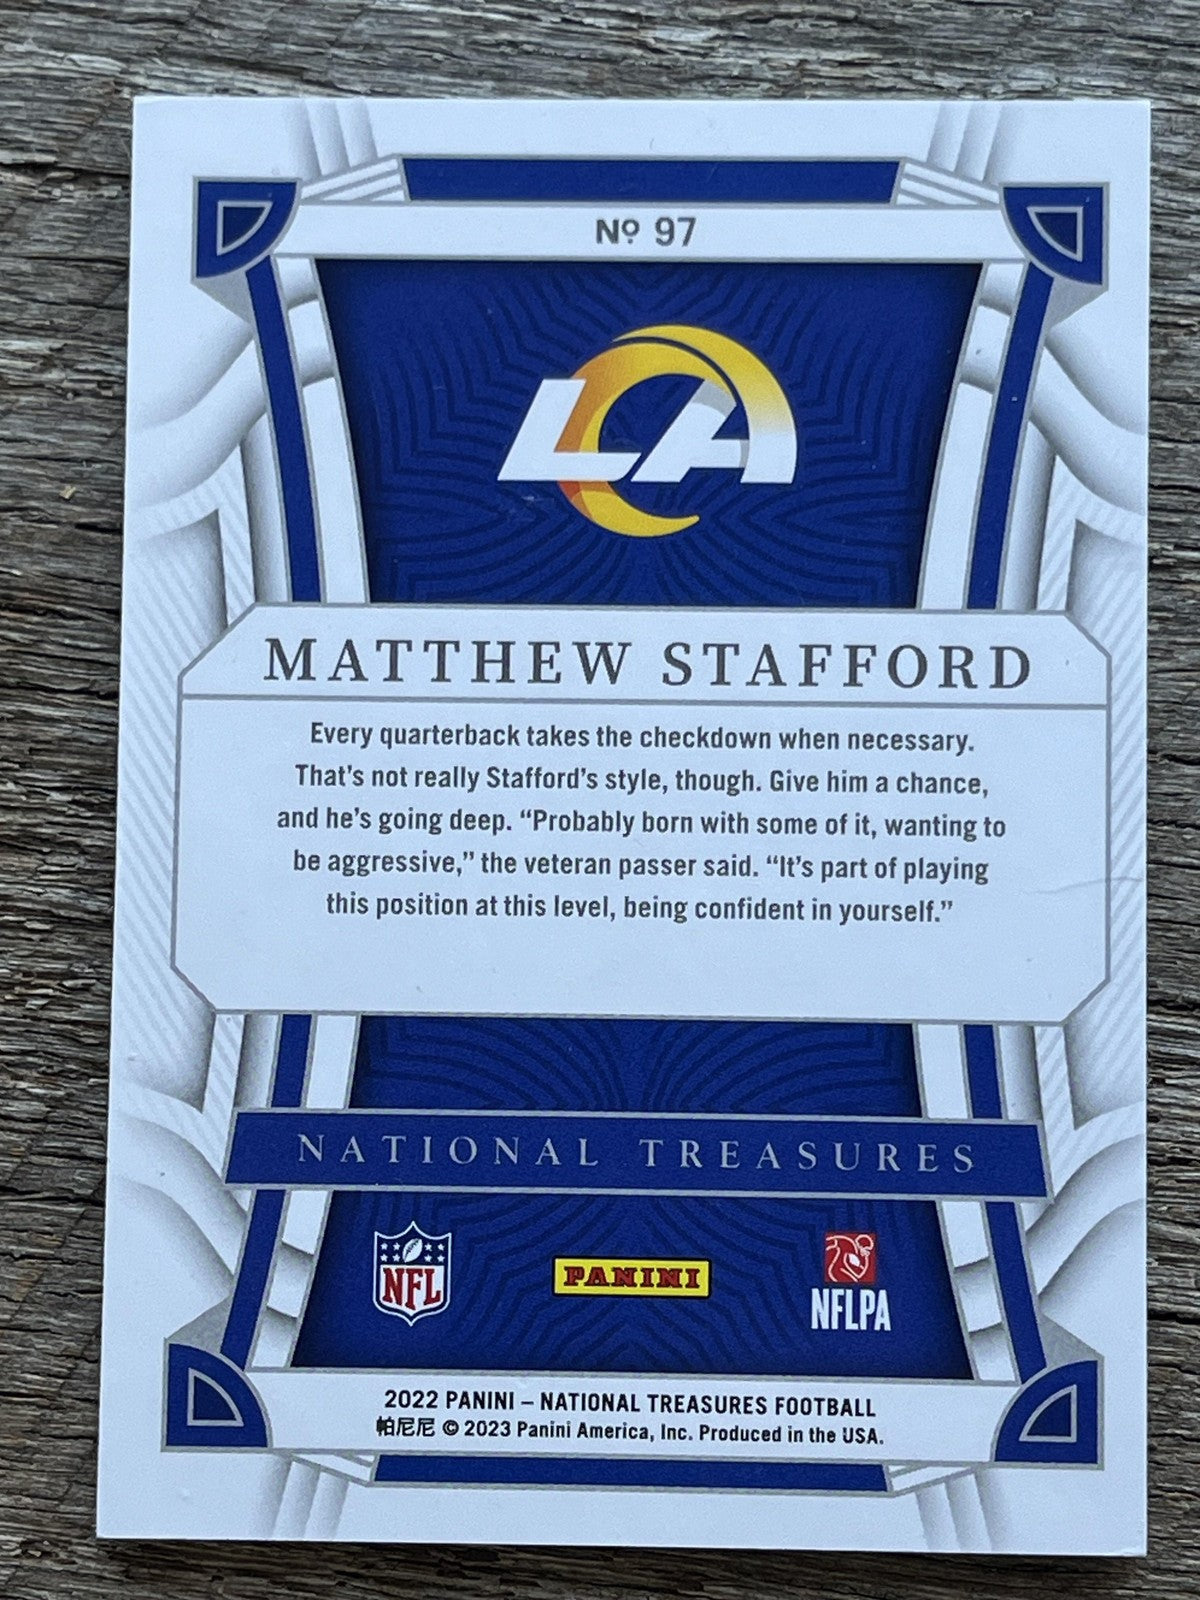 Nº 97
LA
MATTHEW STAFFORD
Every quarterback takes the checkdown when necessary.
That's not really Stafford's style, though. Give him a chance,
and he's going deep. “Probably born with some of it, wanting to
be aggressive,” the veteran passer said. “It's part of playing
this position at this level, being confident in yourself.”
NATIONAL TREASURES
NFL
PANINI
NFLPA
2022 PANINI – NATIONAL TREASURES FOOTBALL
帕尼尼 © 2023 Panini America, Inc. Produced in the USA.